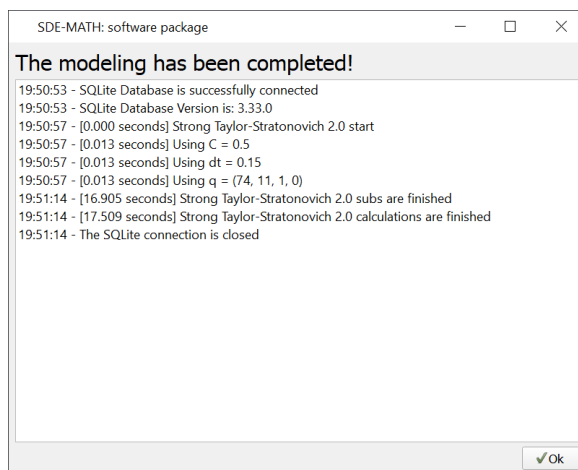 SDE-MATH: software package
The modeling has been completed!
19:50:53 - SQLite Database is successfully connected
19:50:53 - SQLite Database Version is: 3.33.0
19:50:57 - [0.000 seconds] Strong Taylor-Stratonovich 2.0 start
19:50:57 - [0.013 seconds] Using C = 0.5
19:50:57 - [0.013 seconds] Using dt = 0.15
19:50:57 - [0.013 seconds] Using q = (74, 11, 1, 0)
19:51:14 - [16.905 seconds] Strong Taylor-Stratonovich 2.0 subs are finished
19:51:14 - [17.509 seconds] Strong Taylor-Stratonovich 2.0 calculations are finished
19:51:14 - The SQLite connection is closed
Ok